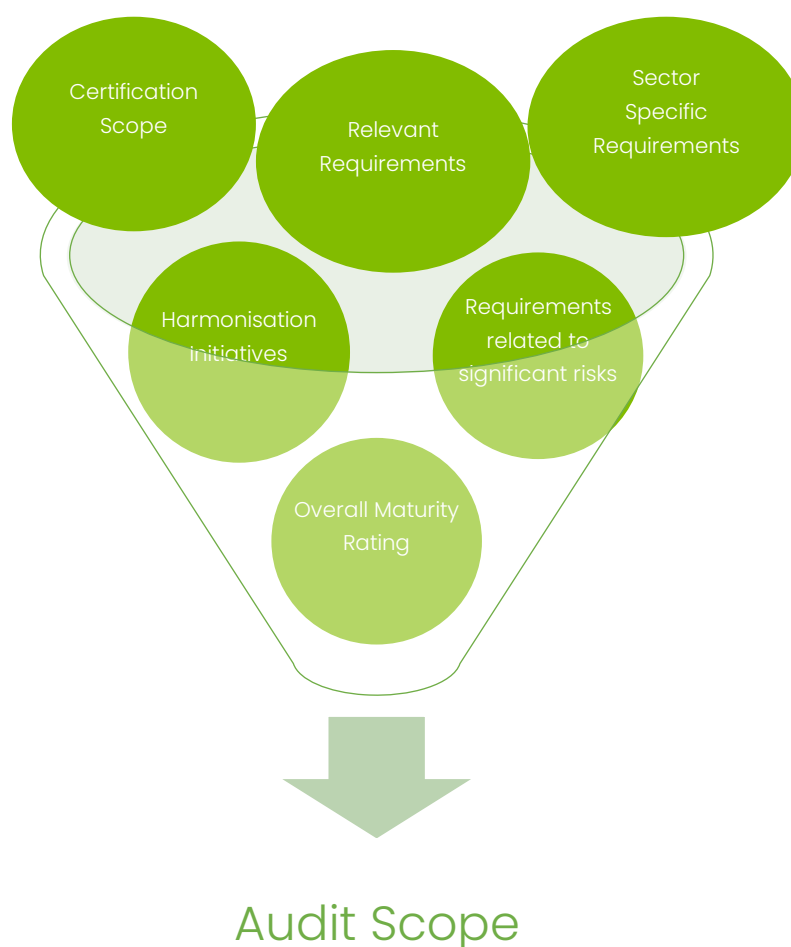 Certification
Scope
Relevant
Requirements
Sector
Specific
Requirements
Harmonisation
initiatives
Requirements
related to
significant risks
Overall Maturity
Rating
Audit Scope